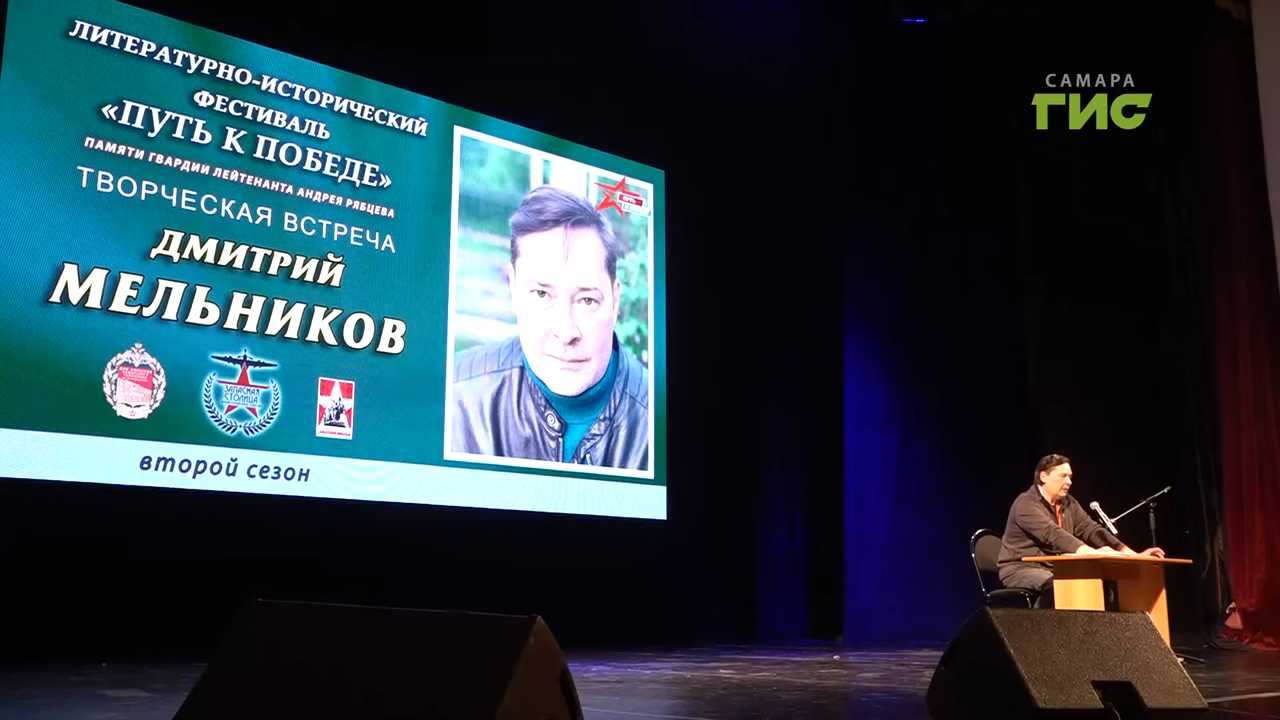 ЛИТЕРАТУРНО-ИСТОРИЧЕСКИЙ
ФЕСТИВАЛЬ
«ПУТЬ К ПОБЕДЕ»
ПАМЯТИ ГВАРДИИ ЛЕЙТЕНАНТА АНДРЕЯ РЯБЦЕВА
ТВОРЧЕСКАЯ ВСТРЕЧА
ДМИТРИЙ
МЕЛЬНИКОВ
ЗАПАСНАЯ
СТОЛИЦА
второй сезон
ПУТЬ
САМАРА
ГИС